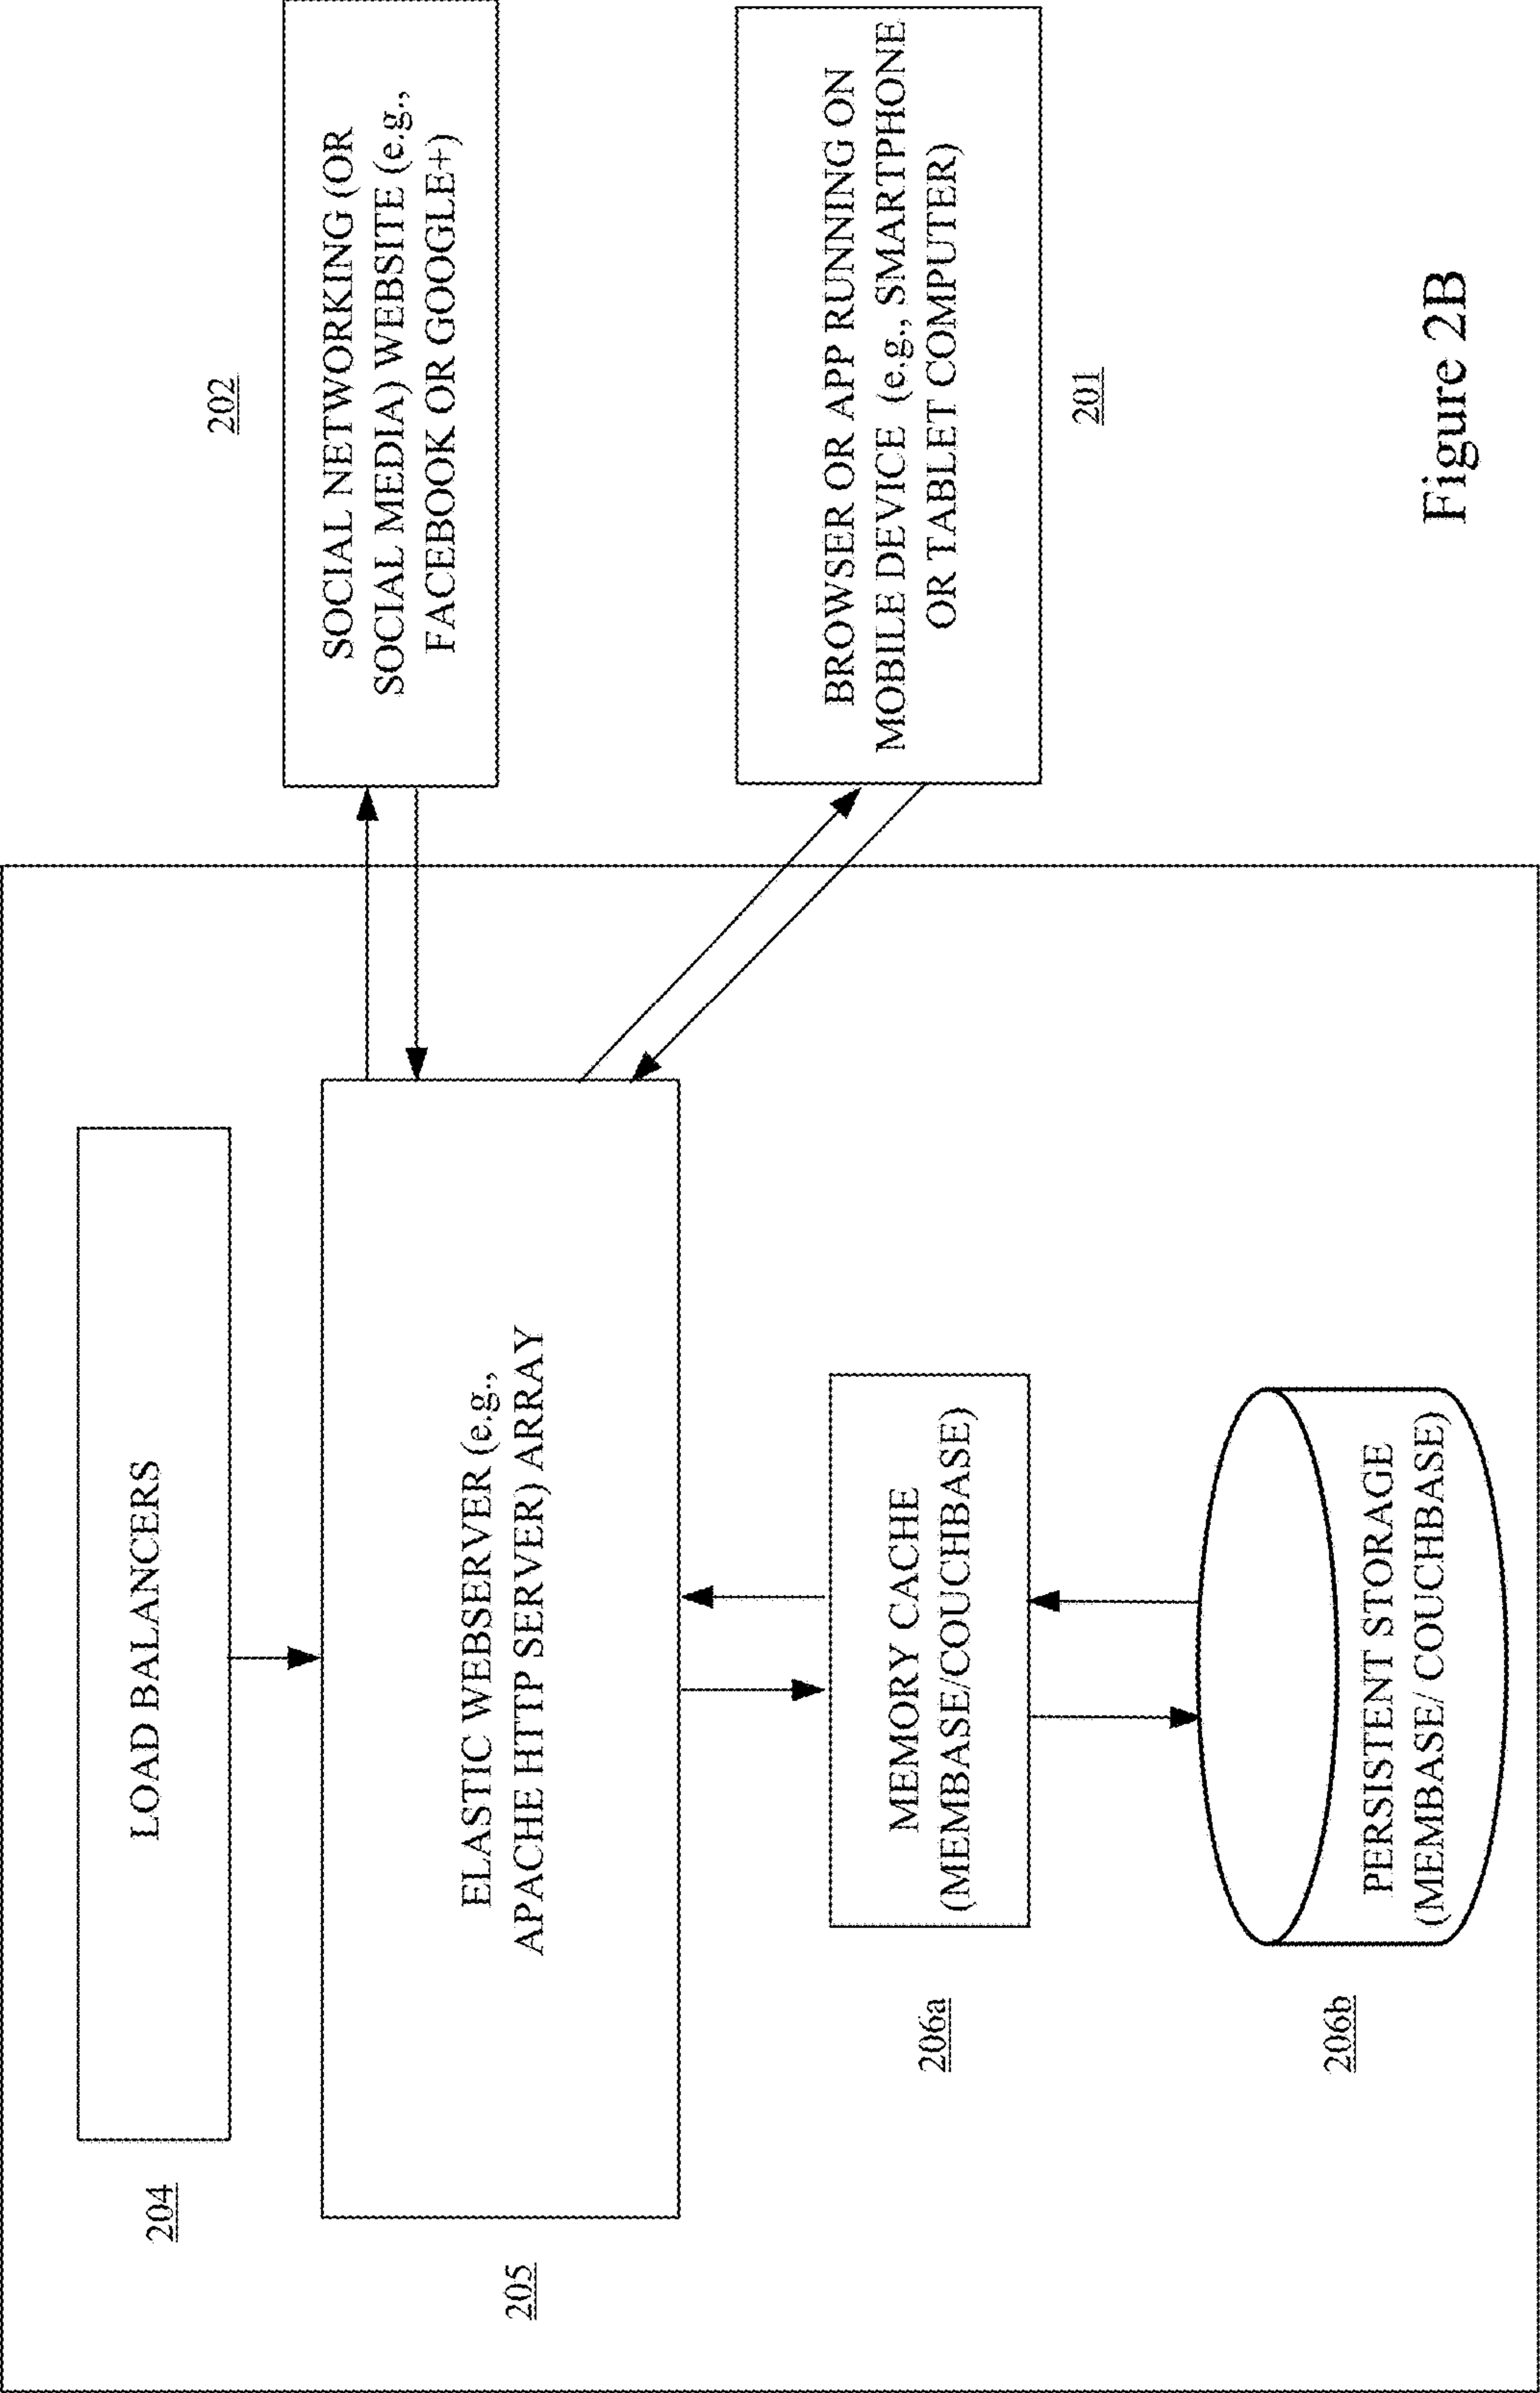 204
LOAD BALANCERS
202
SOCIAL NETWORKING (OR
SOCIAL MEDIA) WEBSITE (e.g.,
FACEBOOK OR GOOGLE+)
205
ELASTIC WEBSERVER (e.g.,
APACHE HTTP SERVER) ARRAY
BROWSER OR APP RUNNING ON
MOBILE DEVICE (e.g., SMARTPHONE
OR TABLET COMPUTER)
201
206a
MEMORY CACHE
(MEMBASE/COUCHBASE)
206b
PERSISTENT STORAGE
(MEMBASE/ COUCHBASE)
Figure 2B